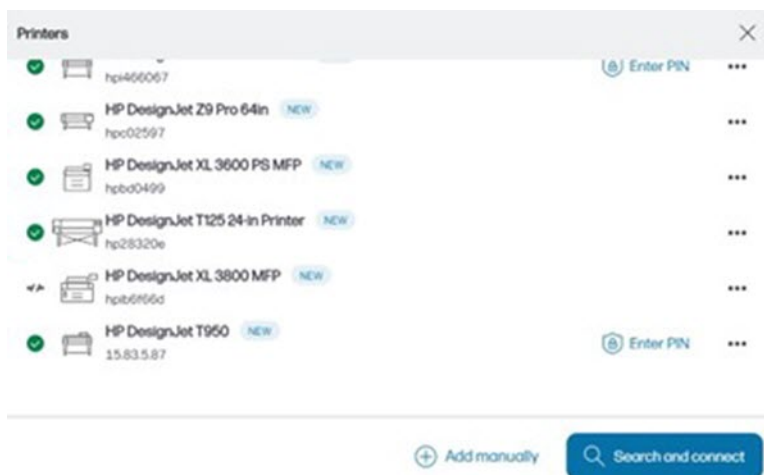 Printers
hpi466067
Enter PIN
HP DesignJet Z9 Pro 64in NEW
hpc02597
HP DesignJet XL 3600 PS MFP NEW
hpbd0499
HP DesignJet T125 24-in Printer NEW
hp28320e
HP DesignJet XL 3800 MFP NEW
hpib6f66d
HP DesignJet T950 NEW
15.83.5.87
Enter PIN
Add manually
Search and connect